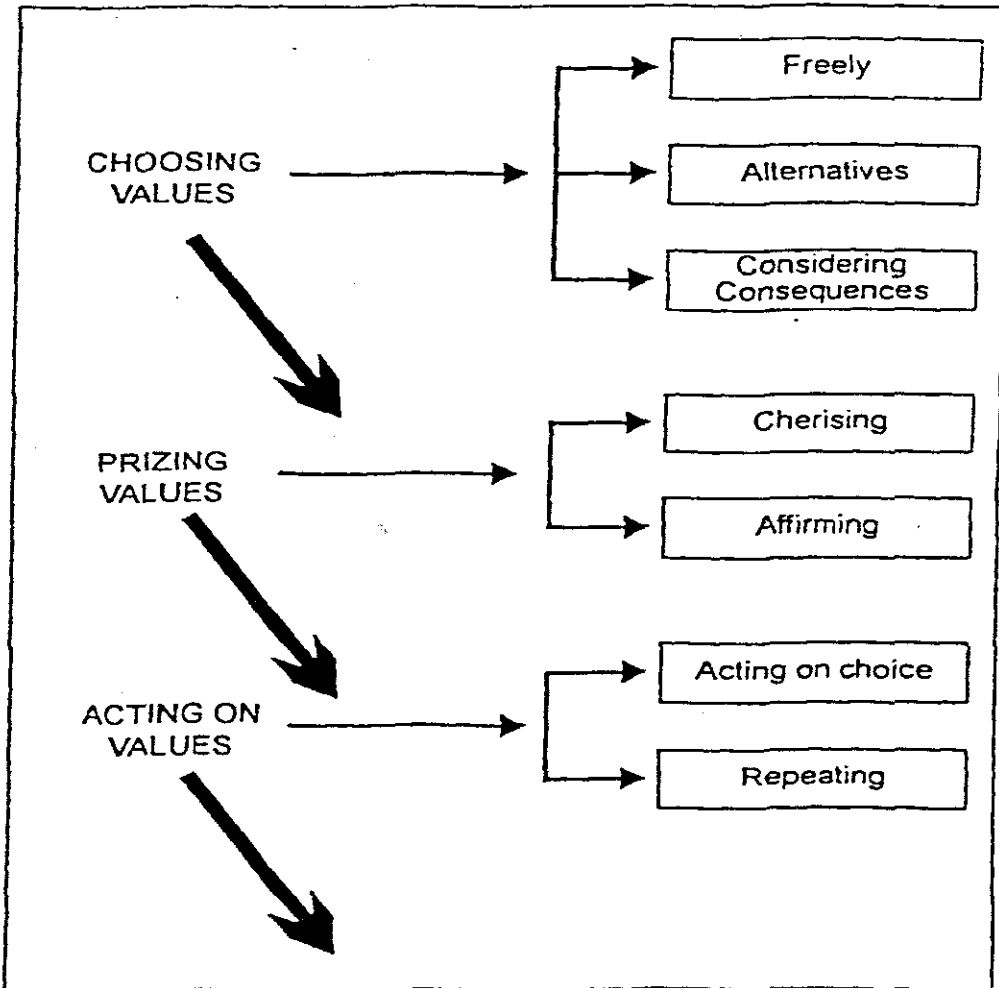 CHOOSING
VALUES
Freely
Alternatives
Considering
Consequences
PRIZING
VALUES
Cherising
Affirming
ACTING ON
VALUES
Acting on choice
Repeating